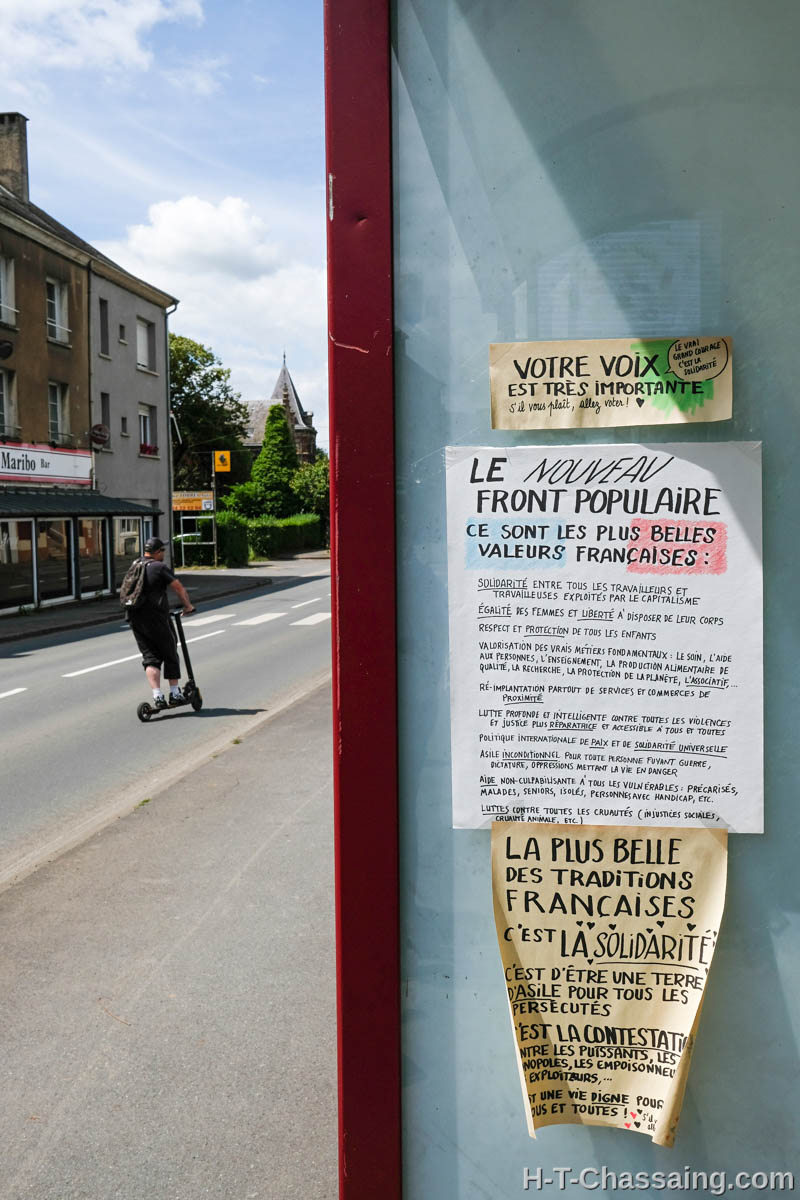 Maribo Bar
VOTRE VOIX
EST TRÈS IMPORTANTE
S'il vous plaît, allez voter !
LE VRAI
GRAND COURAGE
C'EST LA
SOLIDARITÉ
LE NOUVEAU
FRONT POPULAIRE
CE SONT LES PLUS BELLES
VALEURS FRANÇAISES :
SOLIDARITÉ ENTRE TOUS LES TRAVAILLEURS ET
TRAVAILLEUSES EXPLOITÉS PAR LE CAPITALISME
ÉGALITÉ DES FEMMES ET LIBERTÉ À DISPOSER DE LEUR CORPS
RESPECT ET PROTECTION DE TOUS LES ENFANTS
VALORISATION DES VRAIS MÉTIERS FONDAMENTAUX : LE SOIN, L'AIDE
AUX PERSONNES, L'ENSEIGNEMENT, LA PRODUCTION ALIMENTAIRE DE
QUALITÉ, LA RECHERCHE, LA PROTECTION DE LA PLANÈTE, L'ASSOCIATIF,...
RÉ-IMPLANTATION PARTOUT DE SERVICES ET COMMERCES DE
PROXIMITÉ
LUTTE PROFONDE ET INTELLIGENTE CONTRE TOUTES LES VIOLENCES
ET JUSTICE PLUS RÉPARATRICE ET ACCESSIBLE À TOUS ET TOUTES
POLITIQUE INTERNATIONALE DE PAIX ET DE SOLIDARITÉ UNIVERSELLE
ASILE INCONDITIONNEL POUR TOUTE PERSONNE FUYANT GUERRE,
DICTATURE, OPPRESSIONS METTANT LA VIE EN DANGER
AIDE NON-CULPABILISANTE À TOUS LES VULNÉRABLES : PRÉCARISÉS,
MALADES, SENIORS, ISOLÉS, PERSONNES AVEC HANDICAP, ETC.
LUTTES CONTRE TOUTES LES CRUAUTÉS (INJUSTICES SOCIALES,
CRUAUTÉ ANIMALE, ETC.)
LA PLUS BELLE
DES TRADITIONS
FRANÇAISES
C'EST LA SOLIDARITÉ
C'EST D'ÊTRE UNE TERRE
D'ASILE POUR TOUS LES
PERSÉCUTÉS
'EST LA CONTESTATI
NTRE LES PUISSANTS, LES
NOPOLES, LES EMPOISONNEU
EXPLOITEURS,...
ST UNE VIE DIGNE POUR
OUS ET TOUTES ! S'il
H-T-Chassaing.com